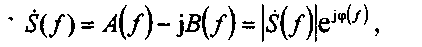 Ṡ(f) = A(f) − jB(f) = |Ṡ(f)| e^{jφ(f)},